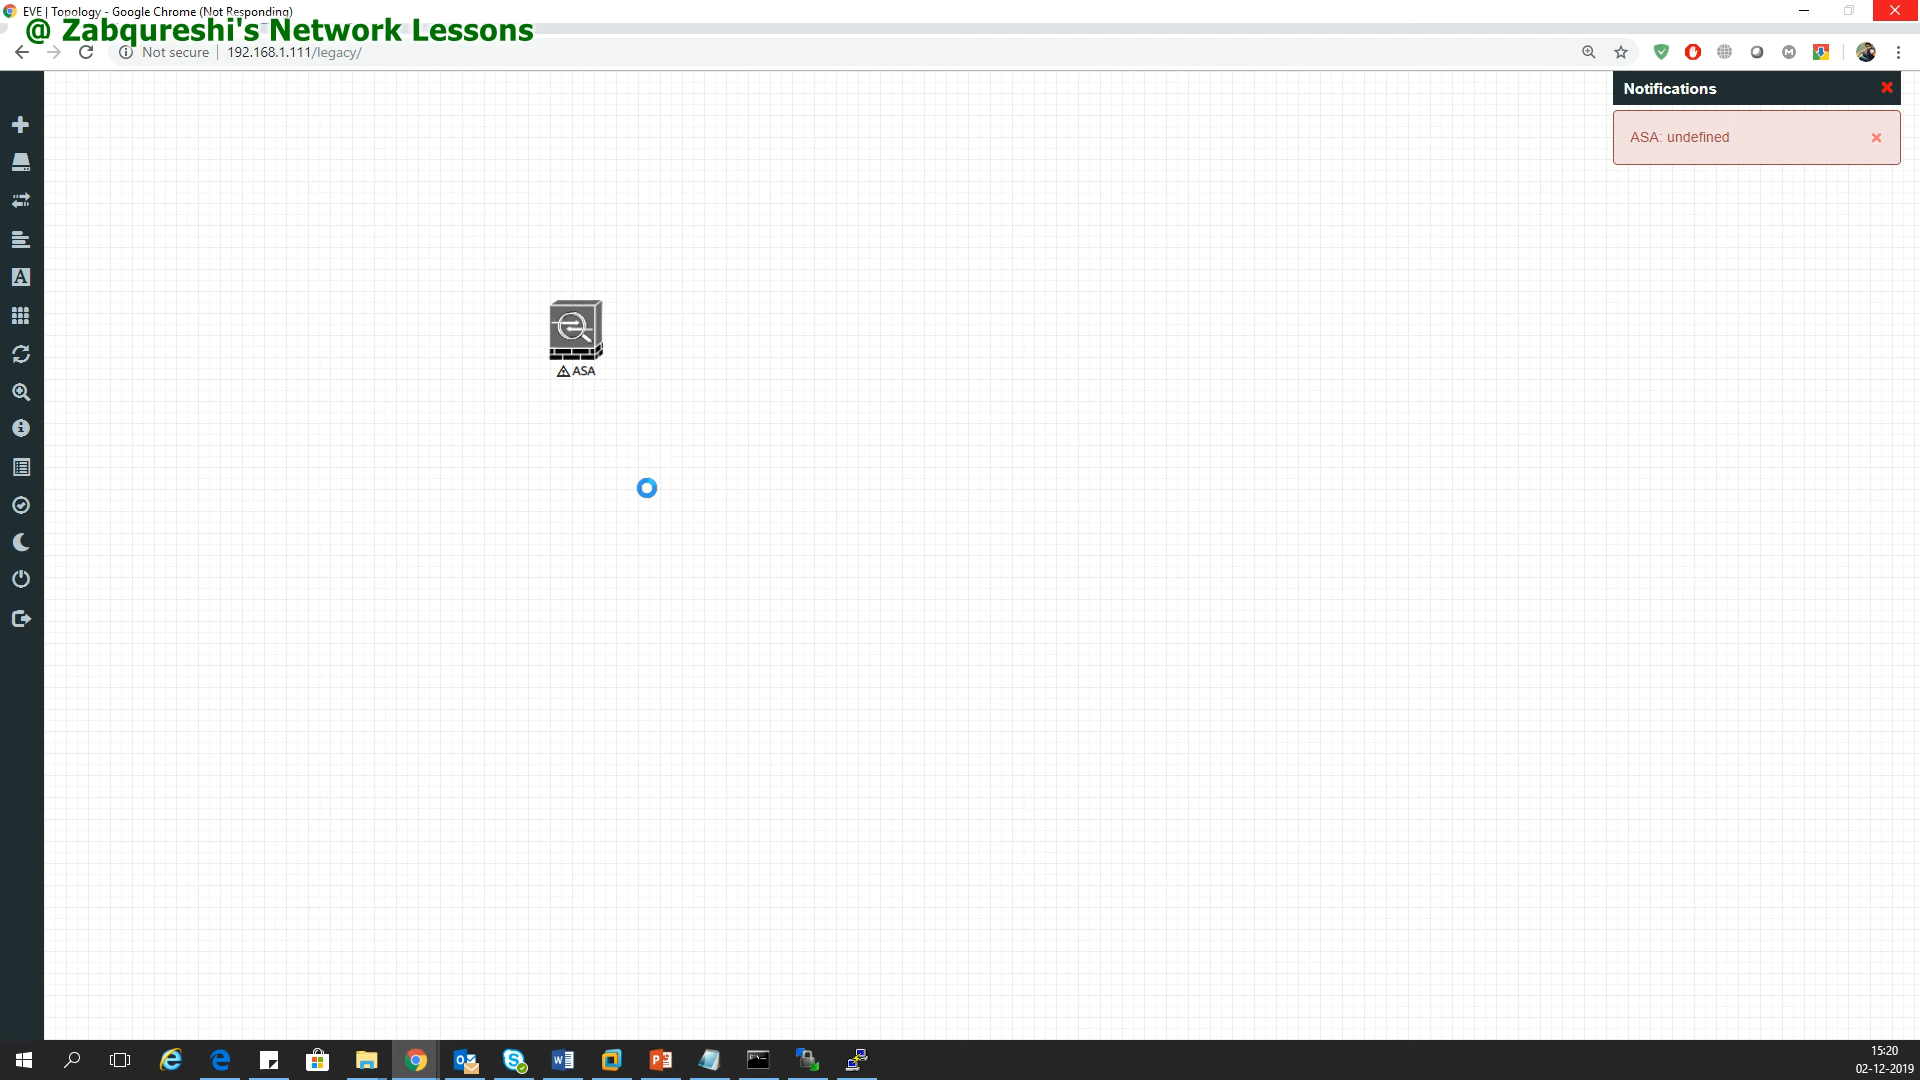 EVE | Topology - Google Chrome (Not Responding)
@ Zabqureshi's Network Lessons
Not secure
192.168.1.111/legacy/
Notifications
ASA: undefined
ASA
15:20
02-12-2019